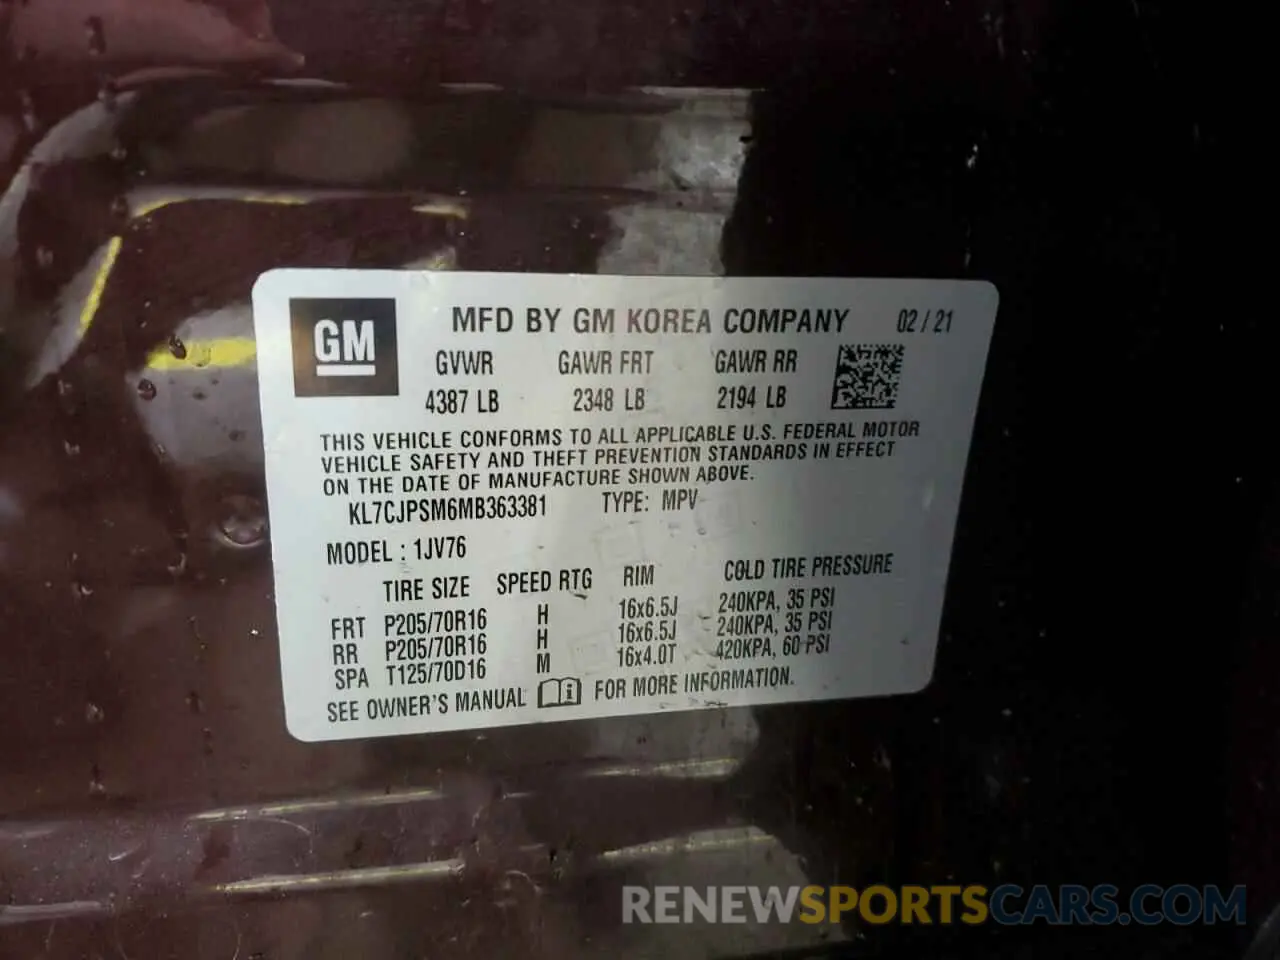 GM
MFD BY GM KOREA COMPANY 02 / 21
GVWR GAWR FRT GAWR RR
4387 LB 2348 LB 2194 LB
THIS VEHICLE CONFORMS TO ALL APPLICABLE U.S. FEDERAL MOTOR
VEHICLE SAFETY AND THEFT PREVENTION STANDARDS IN EFFECT
ON THE DATE OF MANUFACTURE SHOWN ABOVE.
KL7CJPSM6MB363381 TYPE: MPV
MODEL : 1JV76
TIRE SIZE SPEED RTG RIM COLD TIRE PRESSURE
FRT P205/70R16 H 16x6.5J 240KPA, 35 PSI
RR P205/70R16 H 16x6.5J 240KPA, 35 PSI
SPA T125/70D16 M 16x4.0T 420KPA, 60 PSI
SEE OWNER'S MANUAL i FOR MORE INFORMATION.
RENEWSPORTSCARS.COM